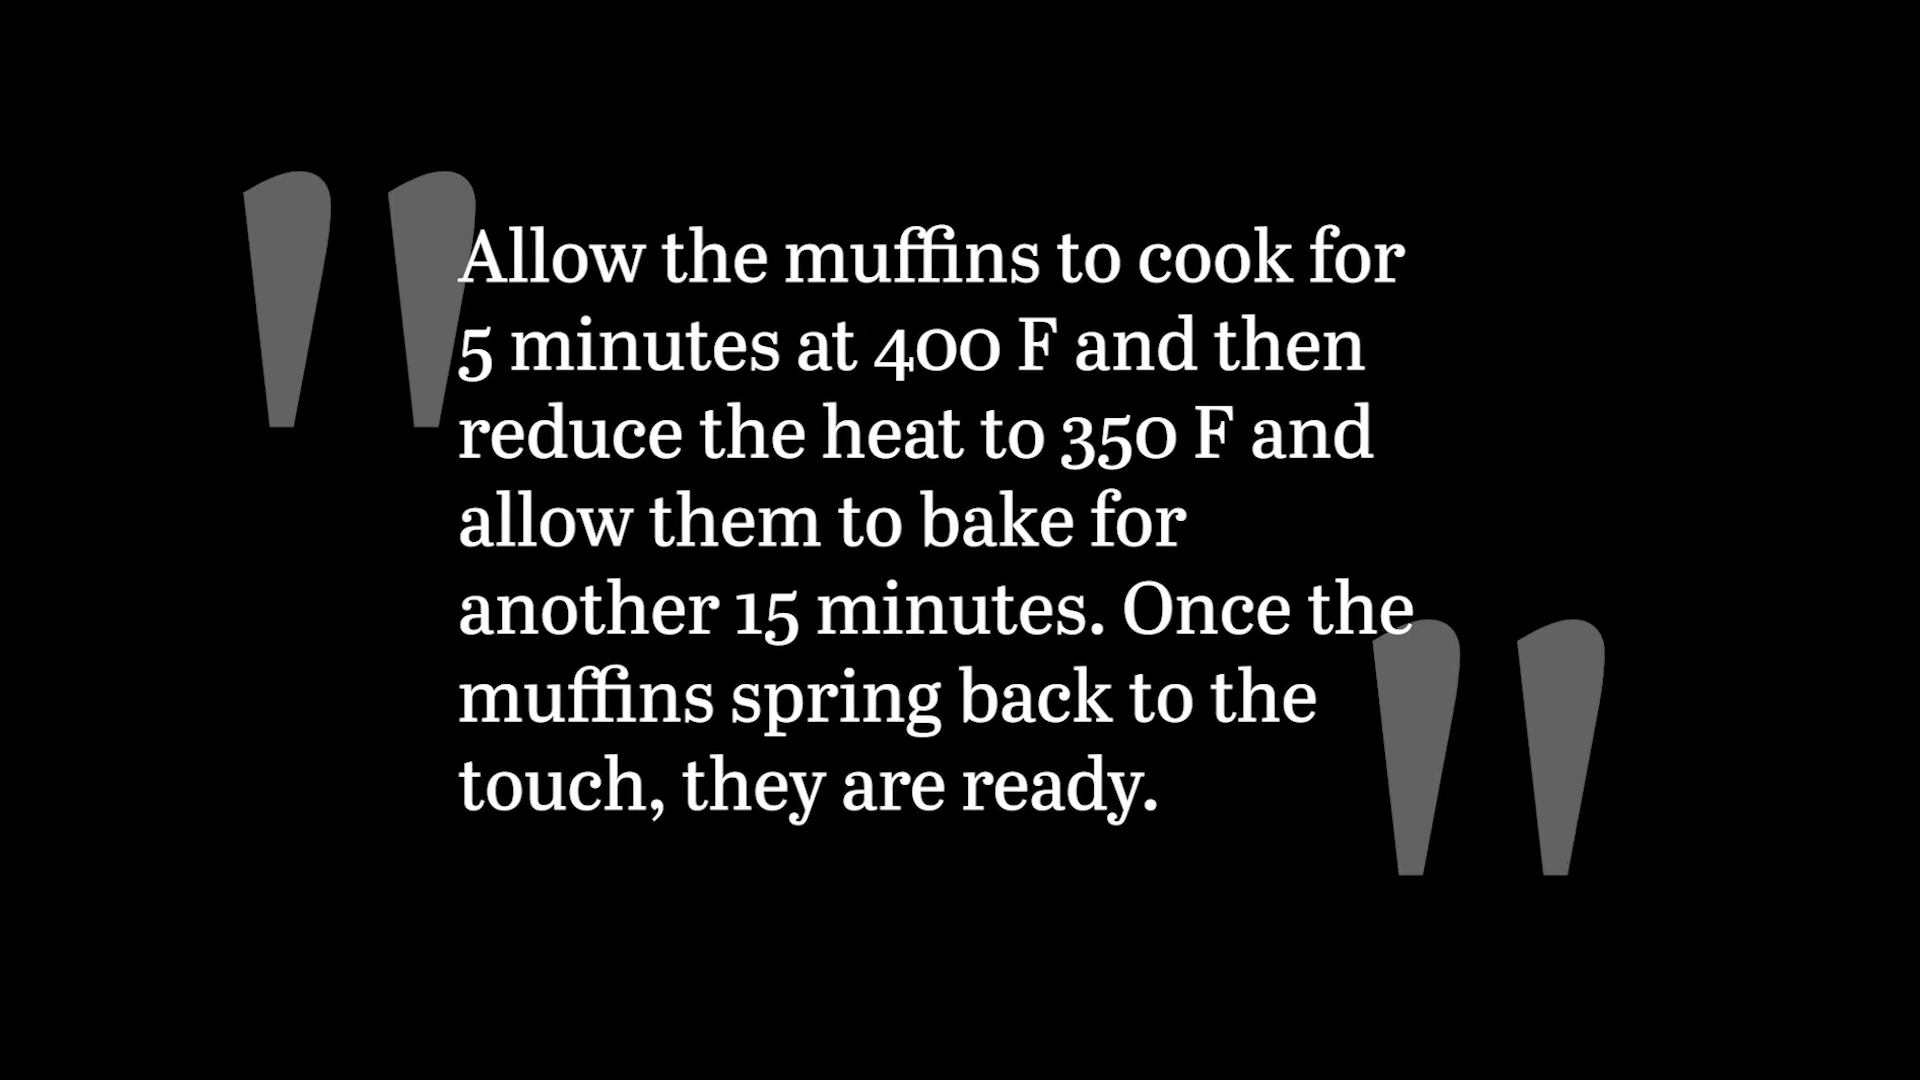 "Allow the muffins to cook for
5 minutes at 400 F and then
reduce the heat to 350 F and
allow them to bake for
another 15 minutes. Once the
muffins spring back to the
touch, they are ready."